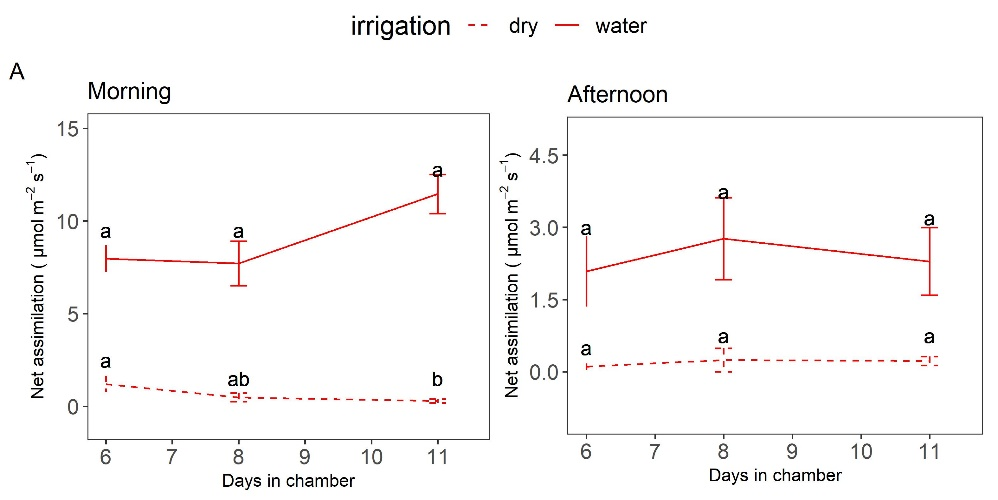 irrigation dry water
A
Morning
Net assimilation ( µmol m⁻² s⁻¹)
15
10
5
0
a
a
a
a
ab
b
6 7 8 9 10 11
Days in chamber
Afternoon
Net assimilation ( µmol m⁻² s⁻¹)
4.5
3.0
1.5
0.0
a
a
a
a
a
a
6 7 8 9 10 11
Days in chamber